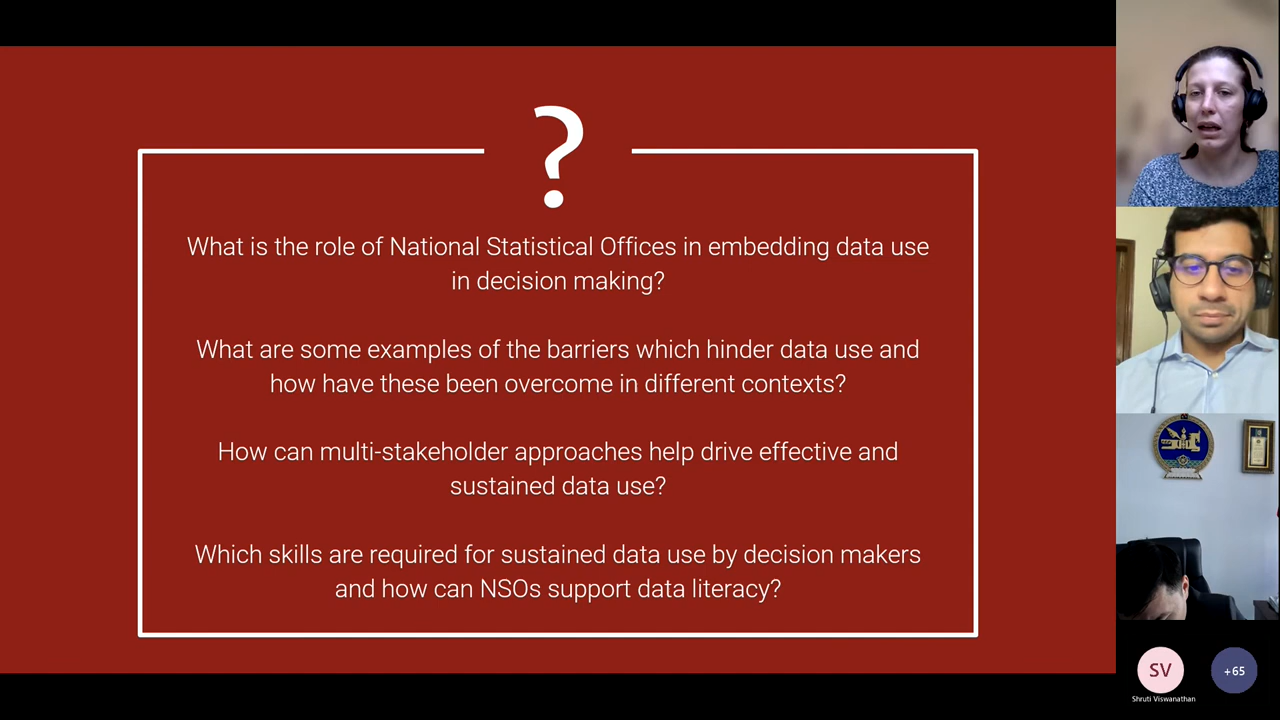 ?
What is the role of National Statistical Offices in embedding data use
in decision making?
What are some examples of the barriers which hinder data use and
how have these been overcome in different contexts?
How can multi-stakeholder approaches help drive effective and
sustained data use?
Which skills are required for sustained data use by decision makers
and how can NSOs support data literacy?
SV
+65
Shruti Viswanathan